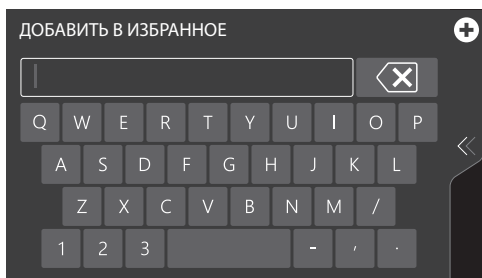 ДОБАВИТЬ В ИЗБРАННОЕ
Q W E R T Y U I O P
A S D F G H J K L
Z X C V B N M /
1 2 3 - , .